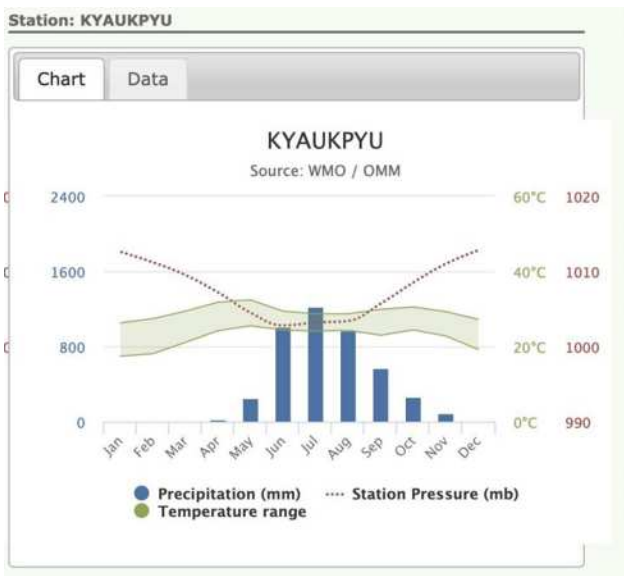 Station: KYAUKPYU
Chart Data
KYAUKPYU
Source: WMO / OMM
2400 60°C 1020
1600 40°C 1010
800 20°C 1000
0 0°C 990
Jan Feb Mar Apr May Jun Jul Aug Sep Oct Nov Dec
Precipitation (mm) Station Pressure (mb)
Temperature range